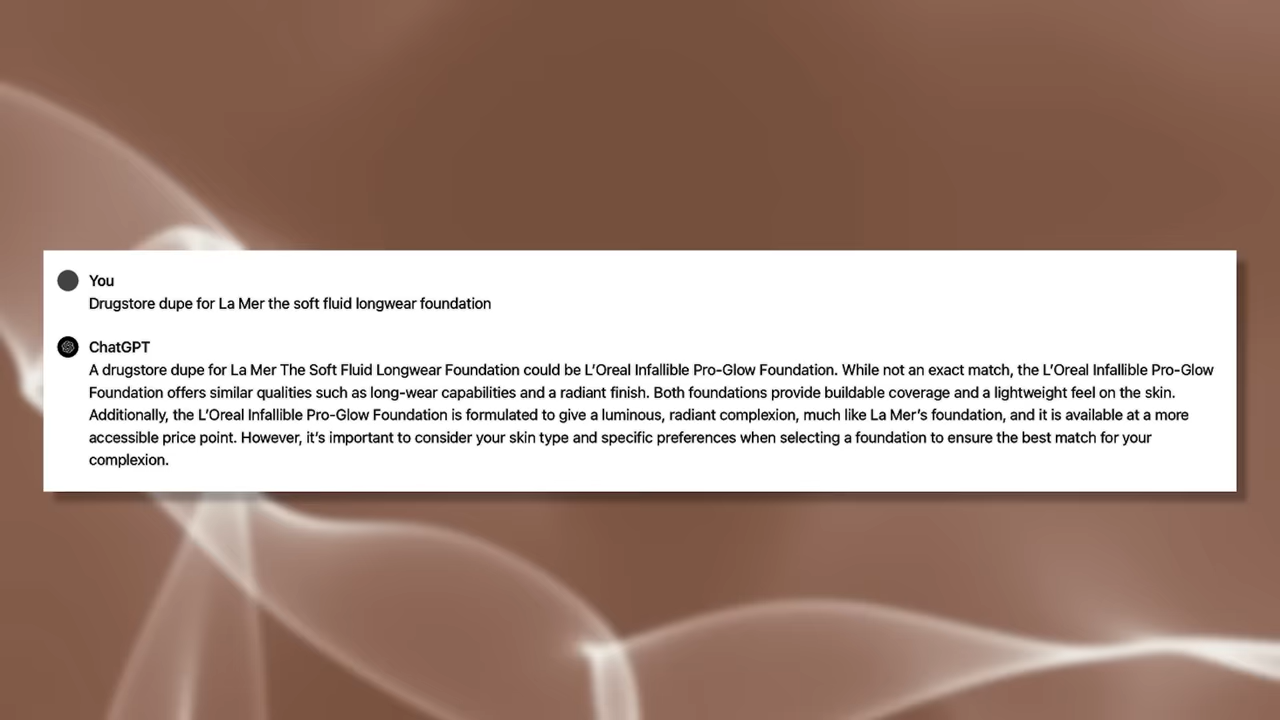 You
Drugstore dupe for La Mer the soft fluid longwear foundation
ChatGPT
A drugstore dupe for La Mer The Soft Fluid Longwear Foundation could be L’Oreal Infallible Pro-Glow Foundation. While not an exact match, the L’Oreal Infallible Pro-Glow
Foundation offers similar qualities such as long-wear capabilities and a radiant finish. Both foundations provide buildable coverage and a lightweight feel on the skin.
Additionally, the L’Oreal Infallible Pro-Glow Foundation is formulated to give a luminous, radiant complexion, much like La Mer’s foundation, and it is available at a more
accessible price point. However, it’s important to consider your skin type and specific preferences when selecting a foundation to ensure the best match for your
complexion.